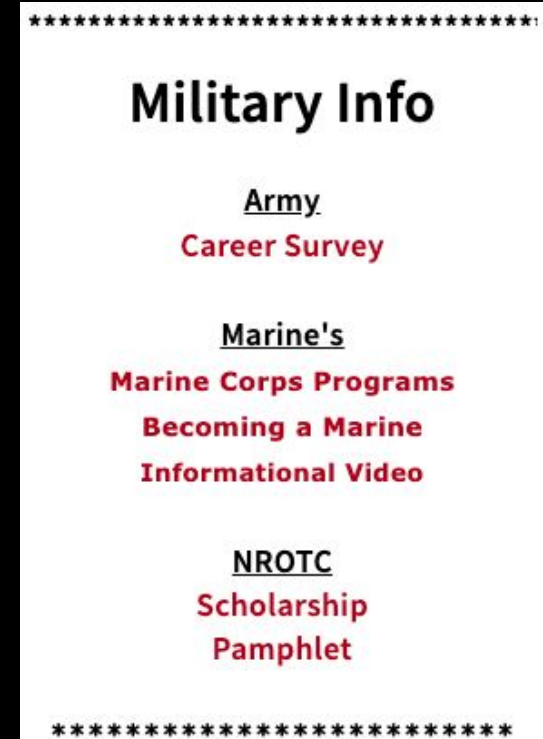 ***********************************
Military Info
Army
Career Survey
Marine's
Marine Corps Programs
Becoming a Marine
Informational Video
NROTC
Scholarship
Pamphlet
*************************